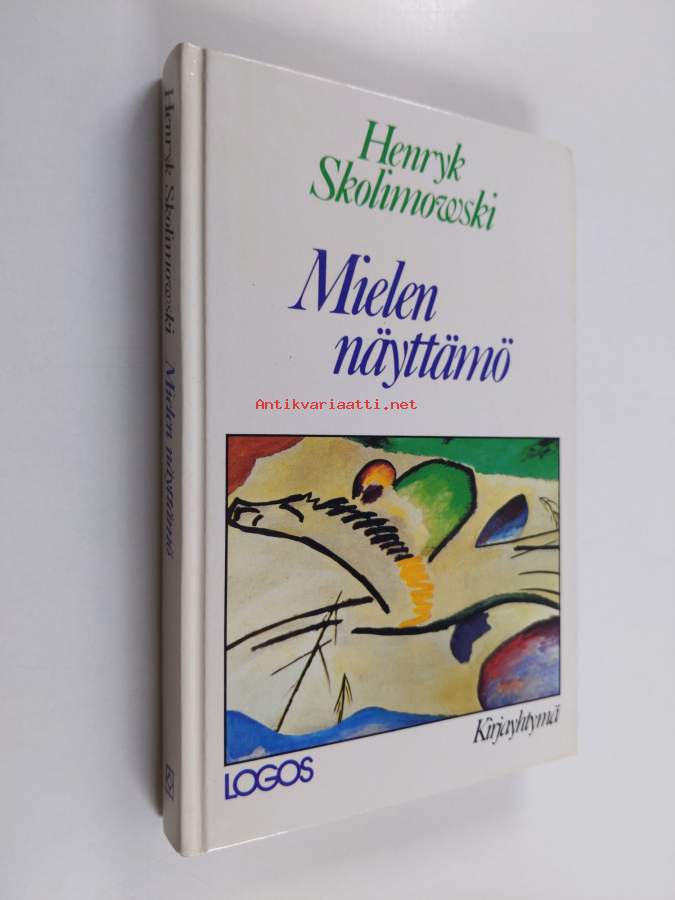 Henryk
Skolimowski
Mielen
näyttämö
Antikvariaatti.net
Kirjayhtymä
LOGOS
Henryk Skolimowski Mielen näyttämö